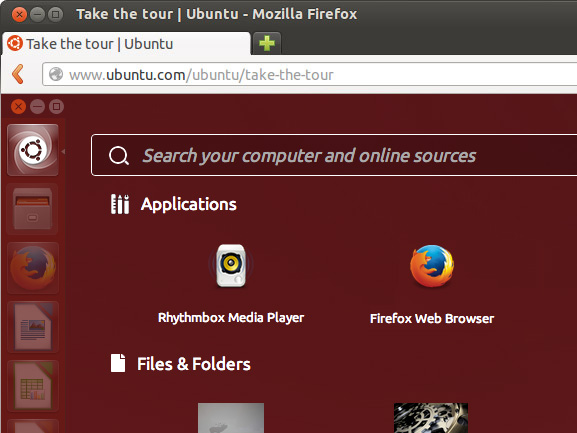 Take the tour | Ubuntu - Mozilla Firefox
Take the tour | Ubuntu
www.ubuntu.com/ubuntu/take-the-tour
Search your computer and online sources
Applications
Rhythmbox Media Player
Firefox Web Browser
Files & Folders